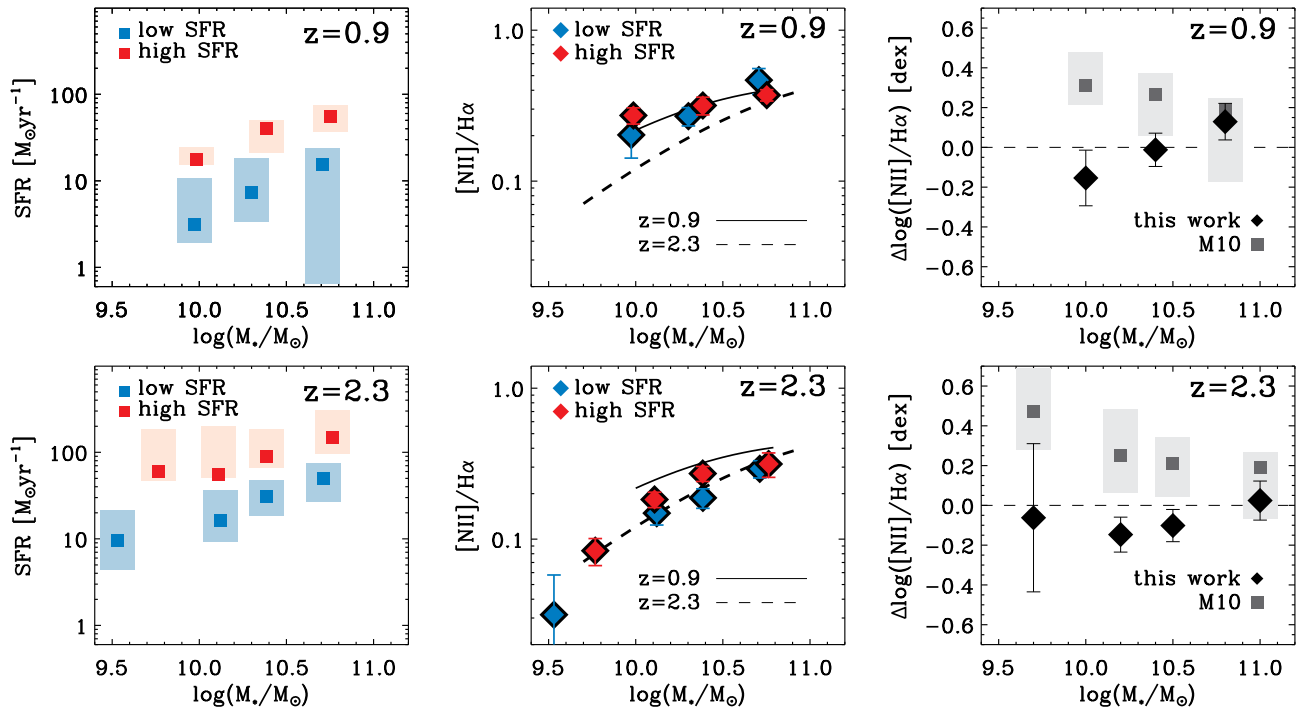 low SFR
high SFR
z=0.9
SFR [M⊙yr⁻¹]
100
10
1
9.5 10.0 10.5 11.0
log(M⋆/M⊙)
low SFR
high SFR
z=0.9
[NII]/Hα
1.0
0.1
z=0.9
z=2.3
9.5 10.0 10.5 11.0
log(M⋆/M⊙)
z=0.9
Δlog([NII]/Hα) [dex]
0.6
0.4
0.2
0.0
−0.2
−0.4
−0.6
this work
M10
9.5 10.0 10.5 11.0
log(M⋆/M⊙)
low SFR
high SFR
z=2.3
SFR [M⊙yr⁻¹]
100
10
1
9.5 10.0 10.5 11.0
log(M⋆/M⊙)
low SFR
high SFR
z=2.3
[NII]/Hα
1.0
0.1
z=0.9
z=2.3
9.5 10.0 10.5 11.0
log(M⋆/M⊙)
z=2.3
Δlog([NII]/Hα) [dex]
0.6
0.4
0.2
0.0
−0.2
−0.4
−0.6
this work
M10
9.5 10.0 10.5 11.0
log(M⋆/M⊙)